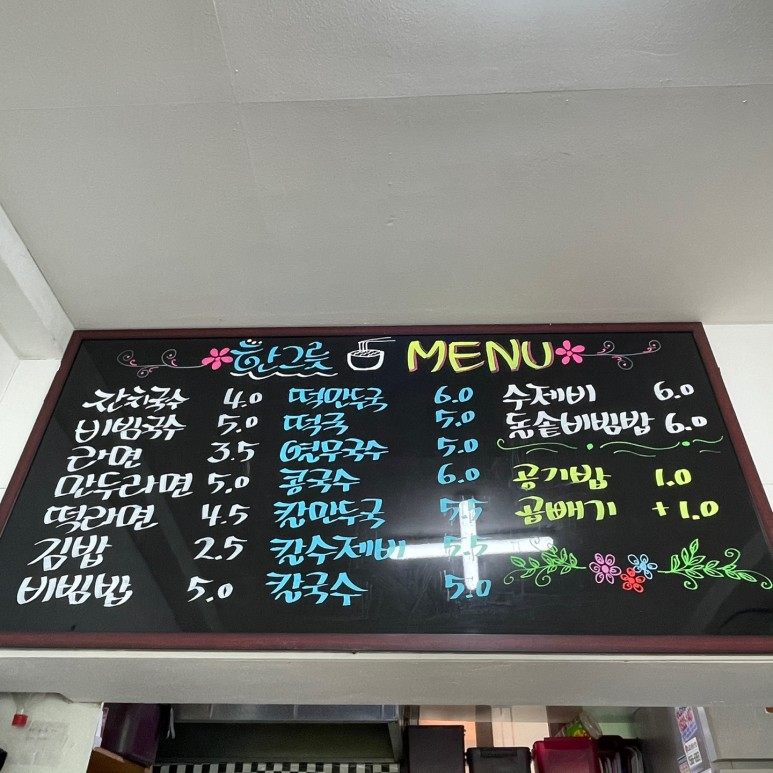 한그릇 MENU
잔치국수 4.0
비빔국수 5.0
라면 3.5
만두라면 5.0
떡라면 4.5
김밥 2.5
비빔밥 5.0
떡만두국 6.0
떡국 5.0
열무국수 5.0
콩국수 6.0
칼만두국 5.5
칼수제비 5.5
칼국수 5.0
수제비 6.0
돌솥비빔밥 6.0
공기밥 1.0
곱빼기 +1.0